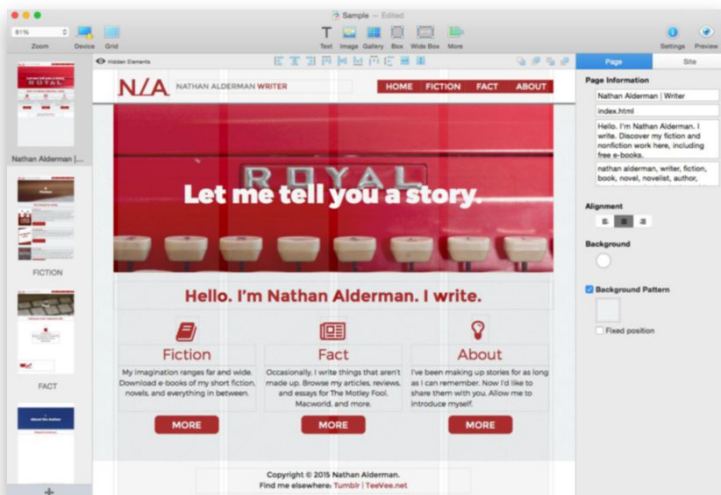 Sample — Edited
81%
Zoom
Device
Grid
Text
Image
Gallery
Box
Wide Box
More
Settings
Preview
Hidden Elements
Page
Site
Nathan Alderman |...
FICTION
FACT
N/A
NATHAN ALDERMAN WRITER
HOME
FICTION
FACT
ABOUT
ROYAL
Let me tell you a story.
Hello. I'm Nathan Alderman. I write.
Fiction
My imagination ranges far and wide.
Download e-books of my short fiction,
novels, and everything in between.
MORE
Fact
Occasionally, I write things that aren't
made up. Browse my articles, reviews,
and essays for The Motley Fool,
Macworld, and more.
MORE
About
I've been making up stories for as long
as I can remember. Now I'd like to
share them with you. Allow me to
introduce myself.
MORE
Copyright © 2015 Nathan Alderman.
Find me elsewhere: Tumblr | TeeVee.net
Page Information
Nathan Alderman | Writer
index.html
Hello. I'm Nathan Alderman. I
write. Discover my fiction and
nonfiction work here, including
free e-books.
nathan alderman, writer, fiction,
book, novel, novelist, author,
Alignment
Background
Background Pattern
Fixed position